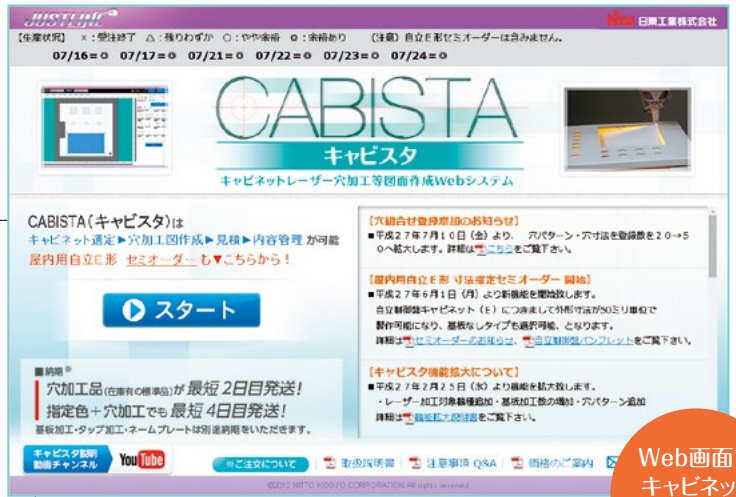 JUSTLINE
Nito 日東工業株式会社
【生産状況】 ×:受注終了 △:残りわずか ○:やや余裕 ◎:余裕あり (注意)自立E形セミオーダーは含みません。
07/16=◎ 07/17=◎ 07/21=◎ 07/22=◎ 07/23=◎ 07/24=◎
CABISTA
キャビスタ
キャビネットレーザー穴加工等図面作成Webシステム
CABISTA(キャビスタ)は
キャビネット選定▶穴加工図作成▶見積▶内容管理 が可能
屋内用自立E形 セミオーダー も▼こちらから!
スタート
■納期※
穴加工品(在庫有の標準品)が 最短 2日目発送!
指定色+穴加工でも 最短 4日目発送!
基板加工・タップ加工・ネームプレートは別途納期をいただきます。
【穴組合せ登録増加のお知らせ】
■平成27年7月10日(金)より、 穴パターン・穴寸法を登録数を20→5
0へ拡大します。詳細はこちらをご覧下さい。
【屋内用自立E形 寸法指定セミオーダー 開始】
■平成27年6月1日(月)より新機能を開始致します。
自立制御盤キャビネット(E)につきまして外形寸法が50ミリ単位で
製作可能になり、基板なしタイプも選択可能、となります。
詳細はセミオーダーのお知らせ、自立制御盤パンフレットをご覧下さい。
【キャビスタ機能拡大について】
■平成27年2月25日(水)より機能を拡大致します。
・レーザー加工対象機種追加・基板加工数の増加・穴パターン追加
詳細は機能拡大説明書をご覧下さい。
キャビスタ説明
動画チャンネル
YouTube
※ご注文について
取扱説明書
注意事項 Q&A
価格のご案内
©2012 NITTO KOGYO CORPORATION All rights reserved.
Web画面
キャビネッ